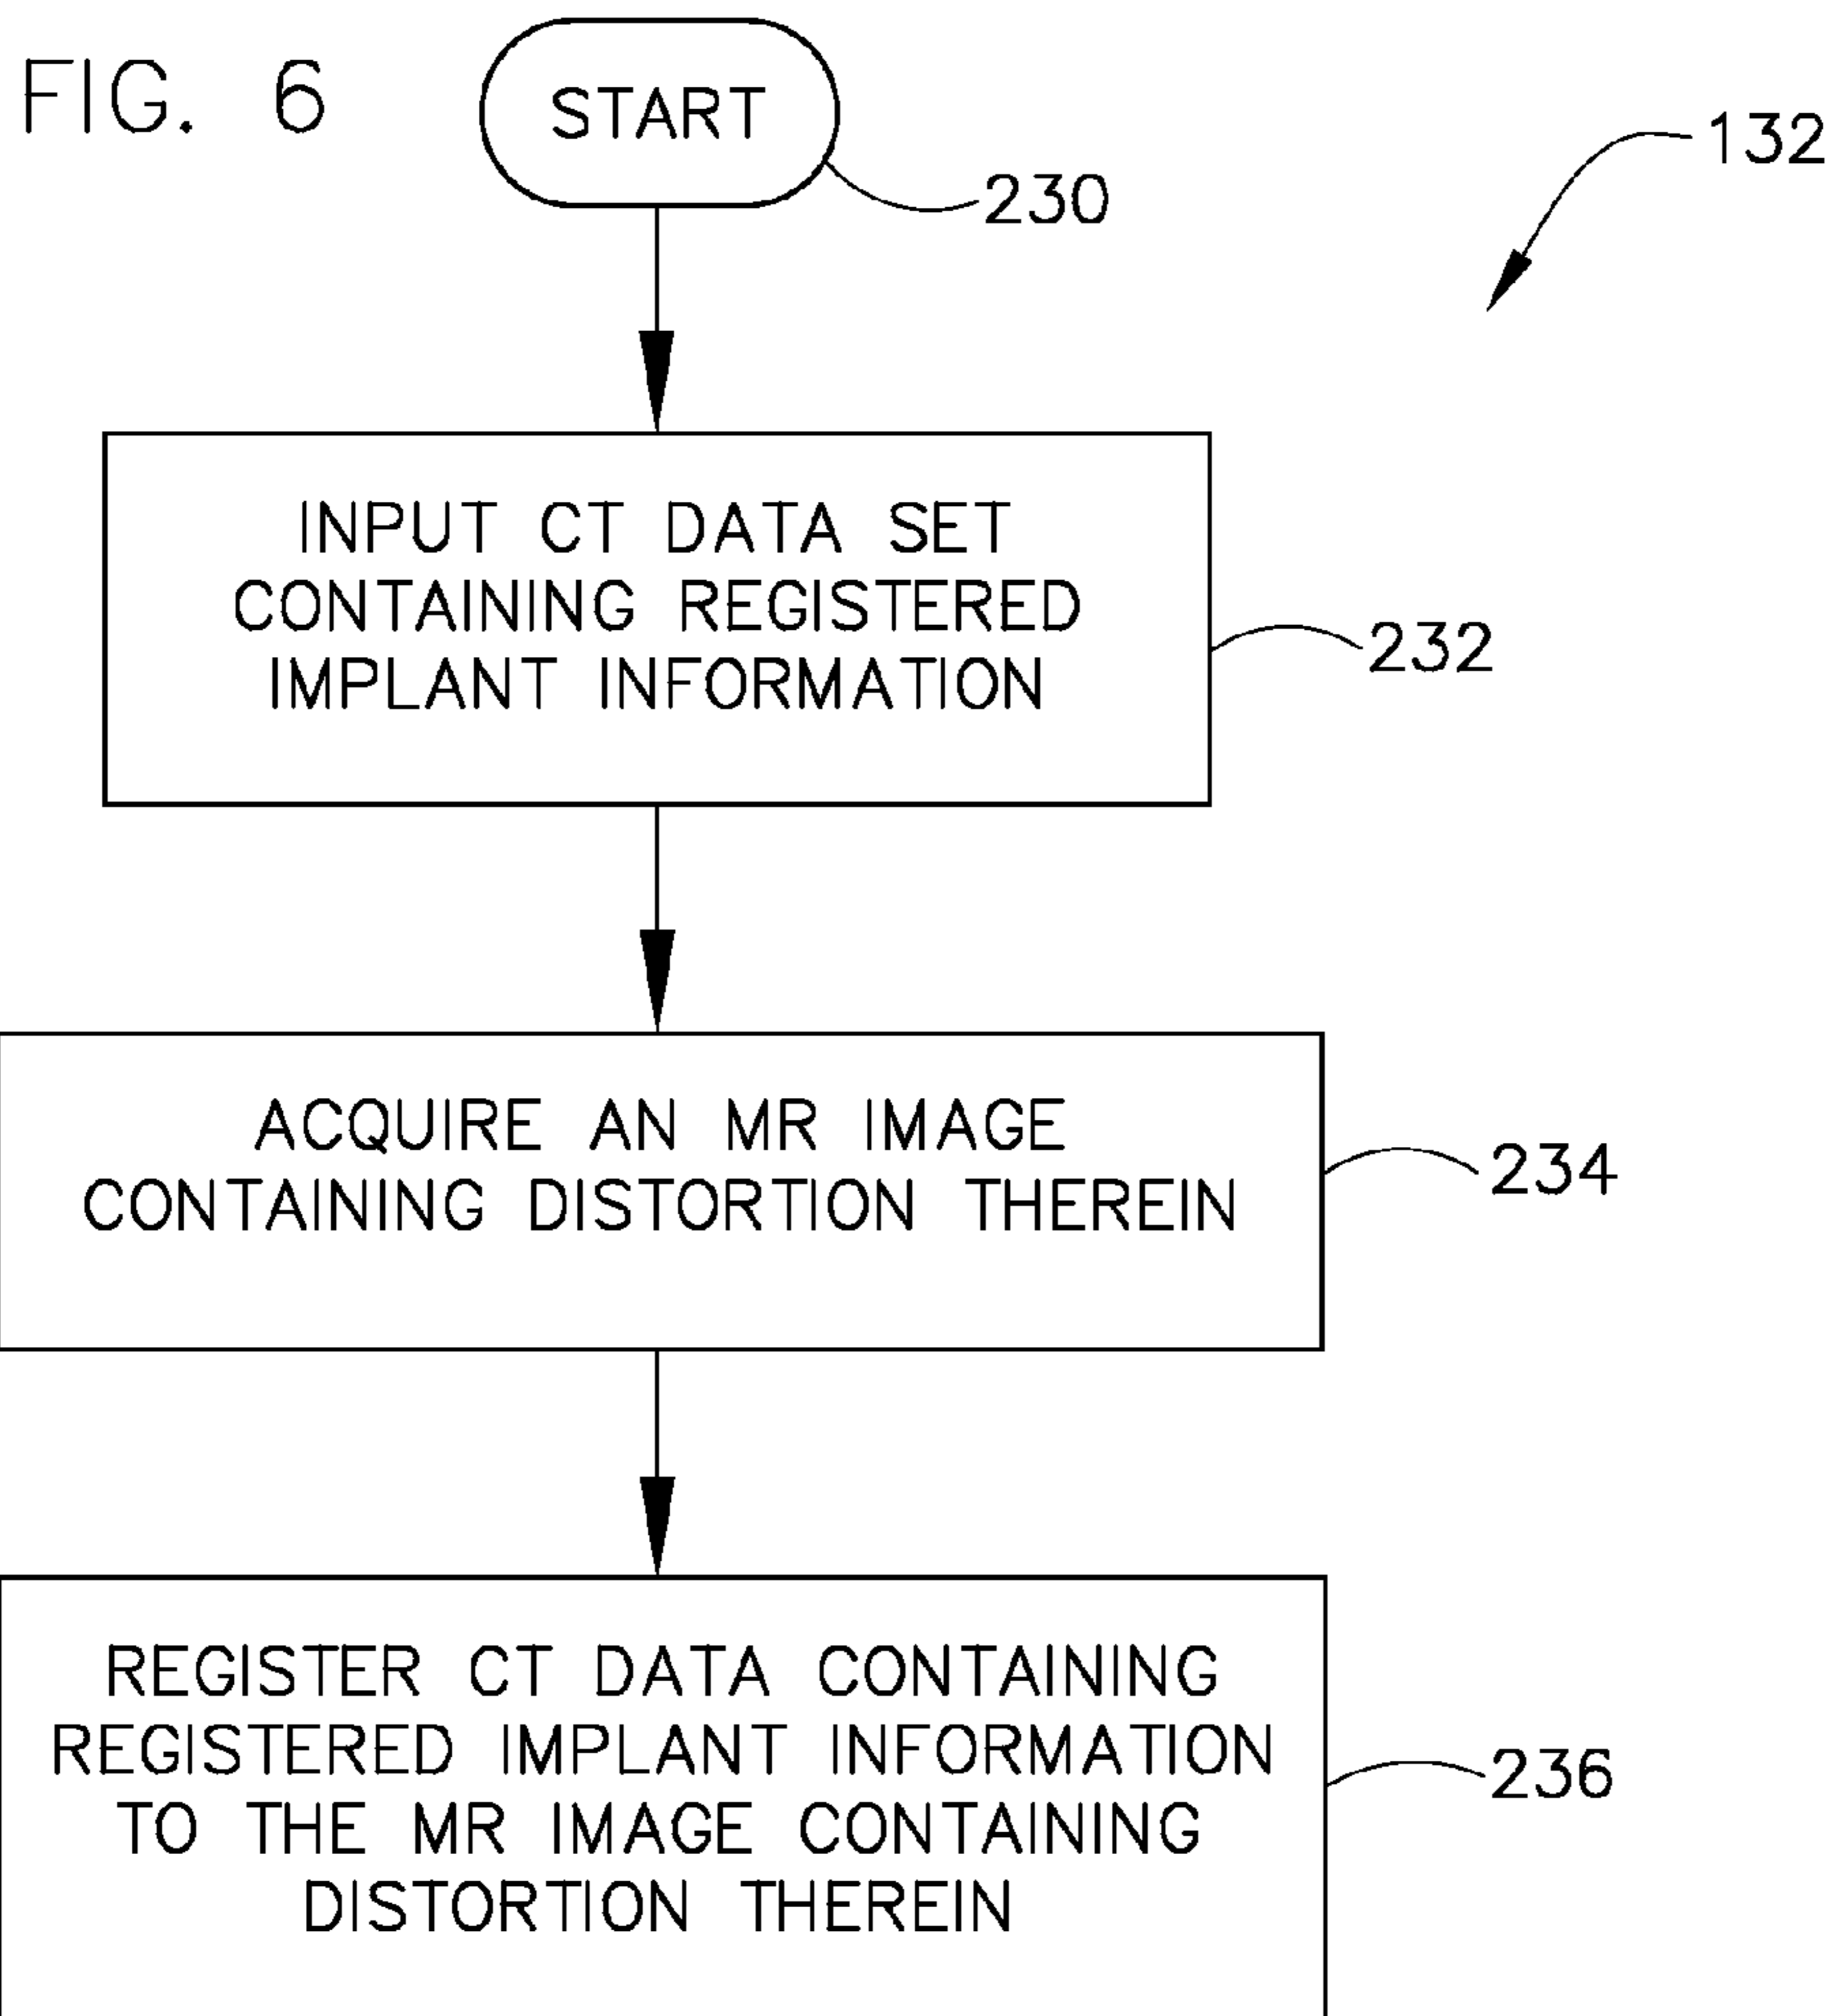 FIG. 6
START
132
230
INPUT CT DATA SET
CONTAINING REGISTERED
IMPLANT INFORMATION
232
ACQUIRE AN MR IMAGE
CONTAINING DISTORTION THEREIN
234
REGISTER CT DATA CONTAINING
REGISTERED IMPLANT INFORMATION
TO THE MR IMAGE CONTAINING
DISTORTION THEREIN
236